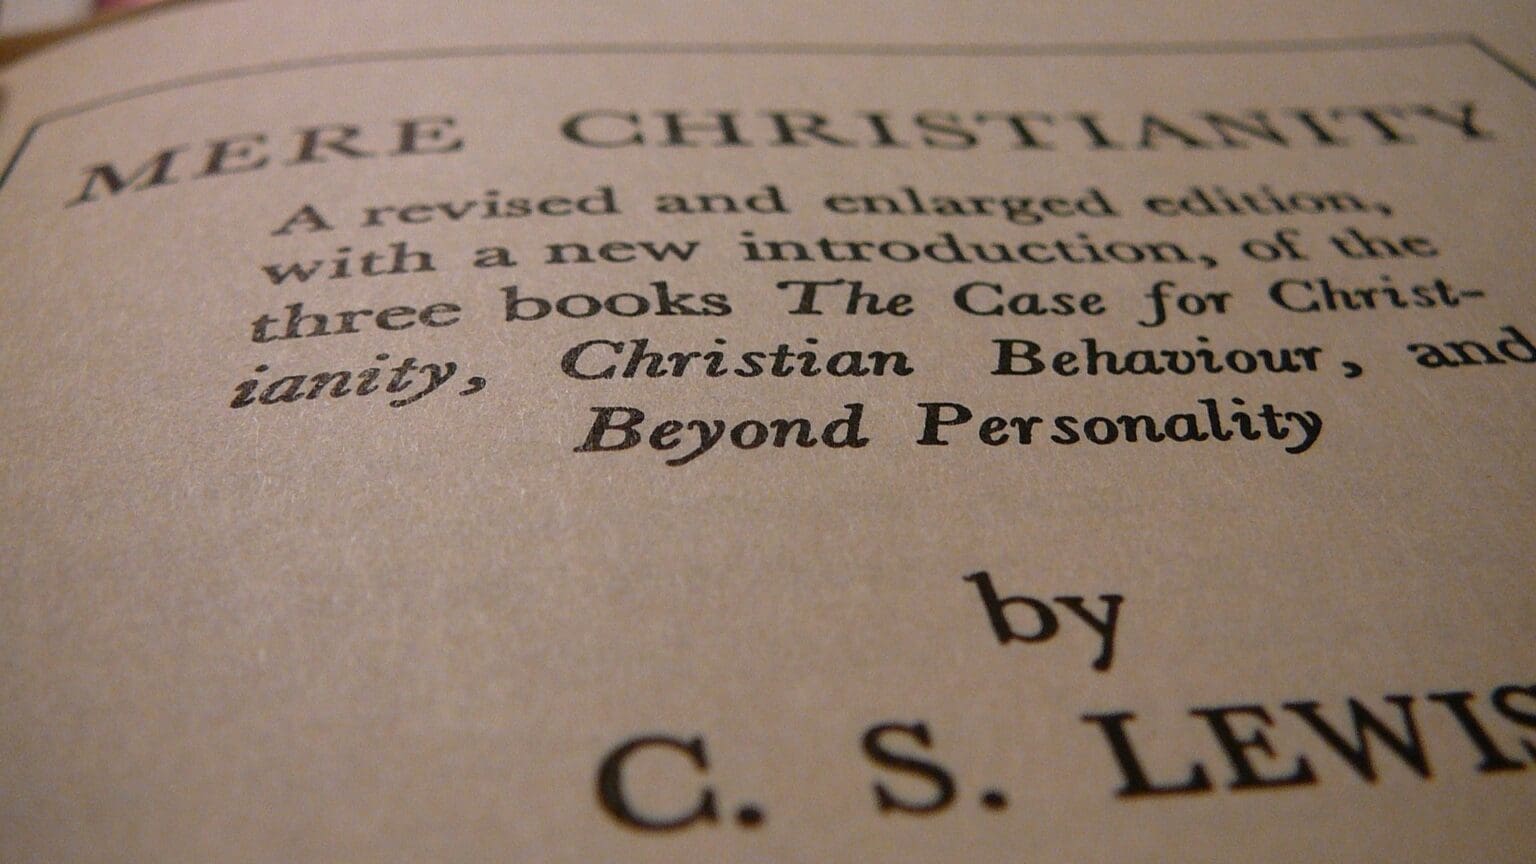 MERE CHRISTIANITY
A revised and enlarged edition,
with a new introduction, of the
three books The Case for Christ-
ianity, Christian Behaviour, and
Beyond Personality
by
C. S. LEWIS